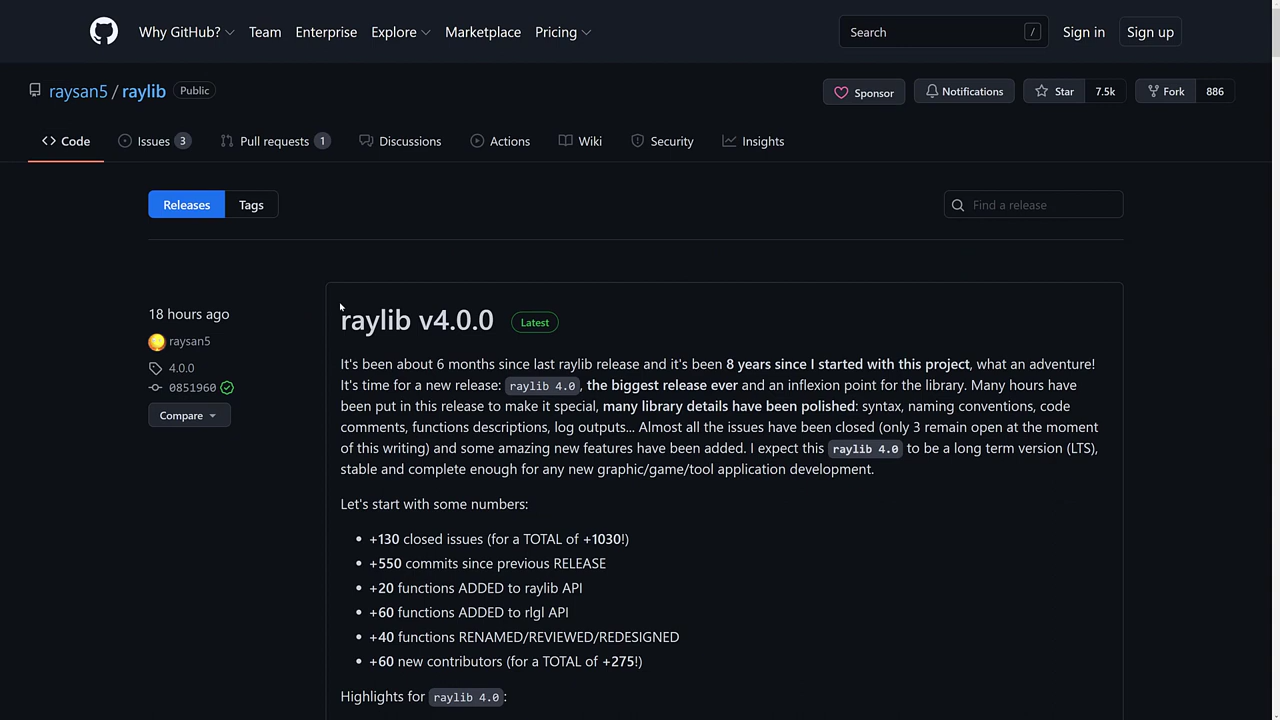 Why GitHub? Team Enterprise Explore Marketplace Pricing Search / Sign in Sign up
raysan5 / raylib Public Sponsor Notifications Star 7.5k Fork 886
Code Issues 3 Pull requests 1 Discussions Actions Wiki Security Insights
Releases Tags Find a release
18 hours ago
raysan5
4.0.0
0851960
Compare
raylib v4.0.0 Latest
It's been about 6 months since last raylib release and it's been 8 years since I started with this project, what an adventure!
It's time for a new release: raylib 4.0, the biggest release ever and an inflexion point for the library. Many hours have
been put in this release to make it special, many library details have been polished: syntax, naming conventions, code
comments, functions descriptions, log outputs... Almost all the issues have been closed (only 3 remain open at the moment
of this writing) and some amazing new features have been added. I expect this raylib 4.0 to be a long term version (LTS),
stable and complete enough for any new graphic/game/tool application development.
Let's start with some numbers:
• +130 closed issues (for a TOTAL of +1030!)
• +550 commits since previous RELEASE
• +20 functions ADDED to raylib API
• +60 functions ADDED to rlgl API
• +40 functions RENAMED/REVIEWED/REDESIGNED
• +60 new contributors (for a TOTAL of +275!)
Highlights for raylib 4.0: